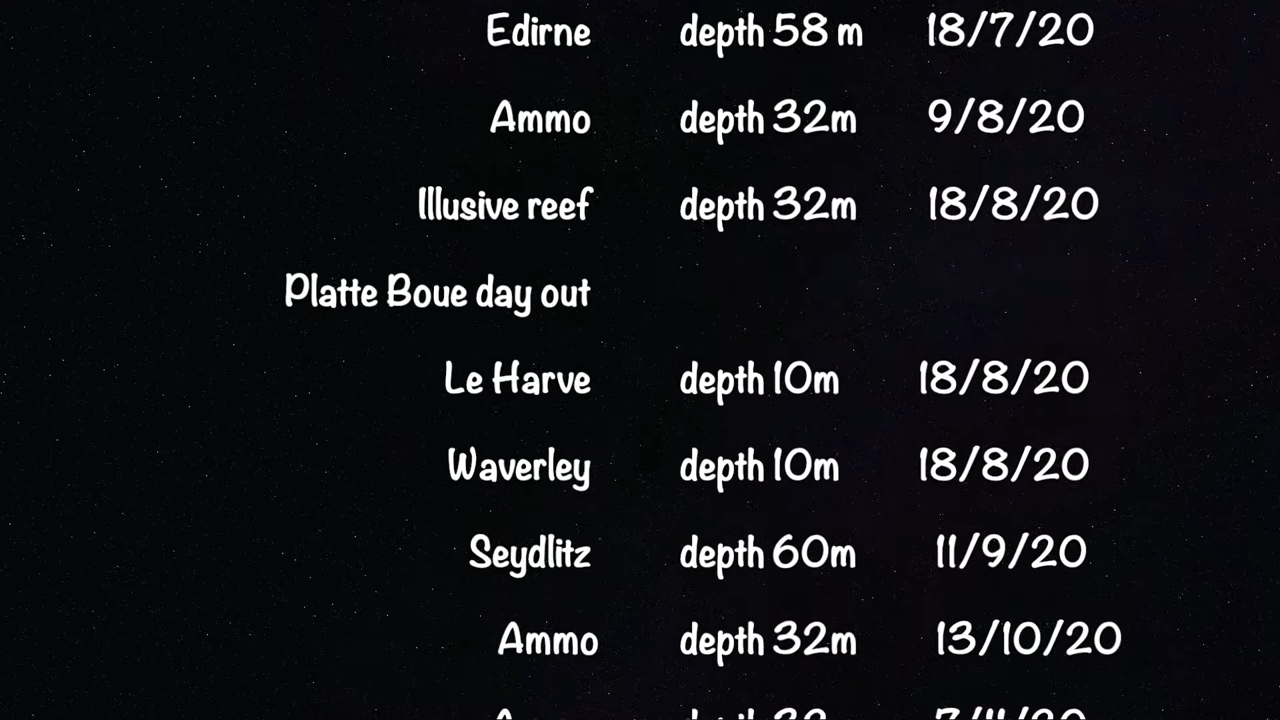 Edirne depth 58 m 18/7/20
Ammo depth 32m 9/8/20
Illusive reef depth 32m 18/8/20
Platte Boue day out
Le Harve depth 10m 18/8/20
Waverley depth 10m 18/8/20
Seydlitz depth 60m 11/9/20
Ammo depth 32m 13/10/20